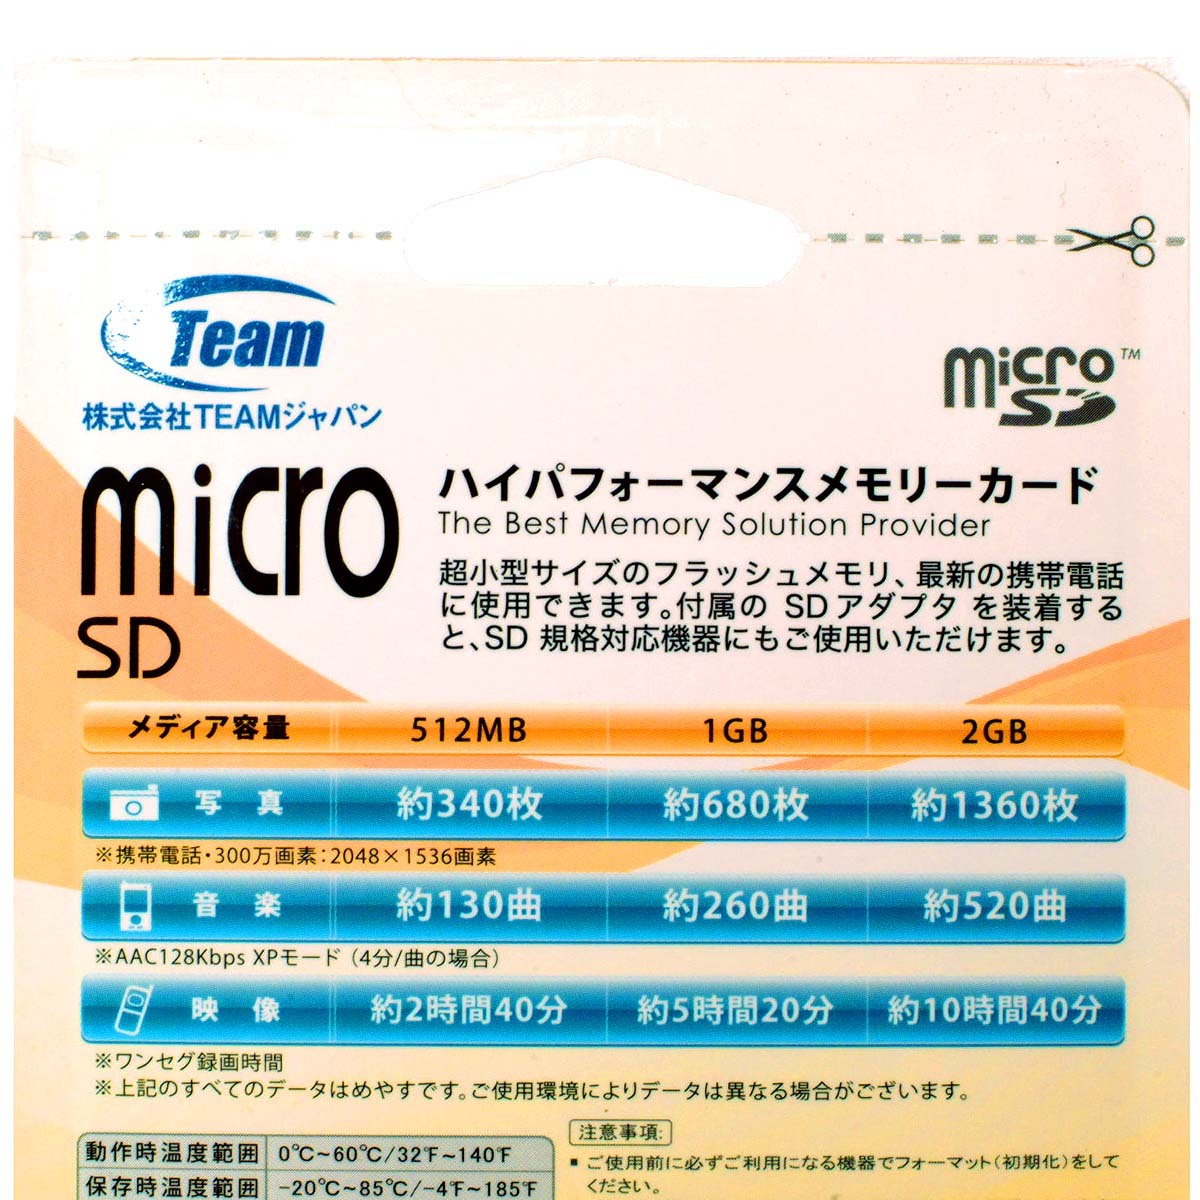 Team
株式会社TEAMジャパン
micro
SD™
micro
SD
ハイパフォーマンスメモリーカード
The Best Memory Solution Provider
超小型サイズのフラッシュメモリ、最新の携帯電話
に使用できます。付属の SDアダプタ を装着する
と、SD 規格対応機器にもご使用いただけます。
メディア容量 512MB 1GB 2GB
写真 約340枚 約680枚 約1360枚
※携帯電話・300万画素：2048×1536画素
音楽 約130曲 約260曲 約520曲
※AAC128Kbps XPモード（4分/曲の場合）
映像 約2時間40分 約5時間20分 約10時間40分
※ワンセグ録画時間
※上記のすべてのデータはめやすです。ご使用環境によりデータは異なる場合がございます。
動作時温度範囲 0℃~60℃/32℉~140℉
保存時温度範囲 -20℃~85℃/-4℉~185℉
注意事項:
▪ ご使用前に必ずご利用になる機器でフォーマット（初期化）をして
ください。